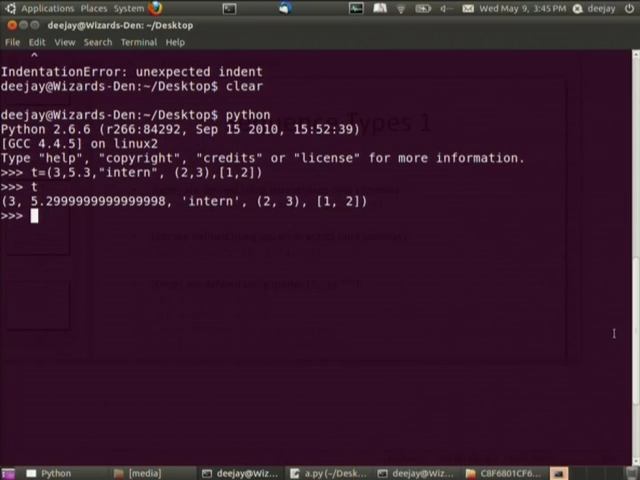 Applications Places System Wed May 9, 3:45 PM deejay
deejay@Wizards-Den: ~/Desktop
File Edit View Search Terminal Help
^
IndentationError: unexpected indent
deejay@Wizards-Den:~/Desktop$ clear
deejay@Wizards-Den:~/Desktop$ python
Python 2.6.6 (r266:84292, Sep 15 2010, 15:52:39)
[GCC 4.4.5] on linux2
Type "help", "copyright", "credits" or "license" for more information.
>>> t=(3,5.3,"intern", (2,3),[1,2])
>>> t
(3, 5.2999999999999998, 'intern', (2, 3), [1, 2])
>>>
Python [media] deejay@Wiz... a.py (~/Desk... deejay@Wiz... C8F6801CF6...